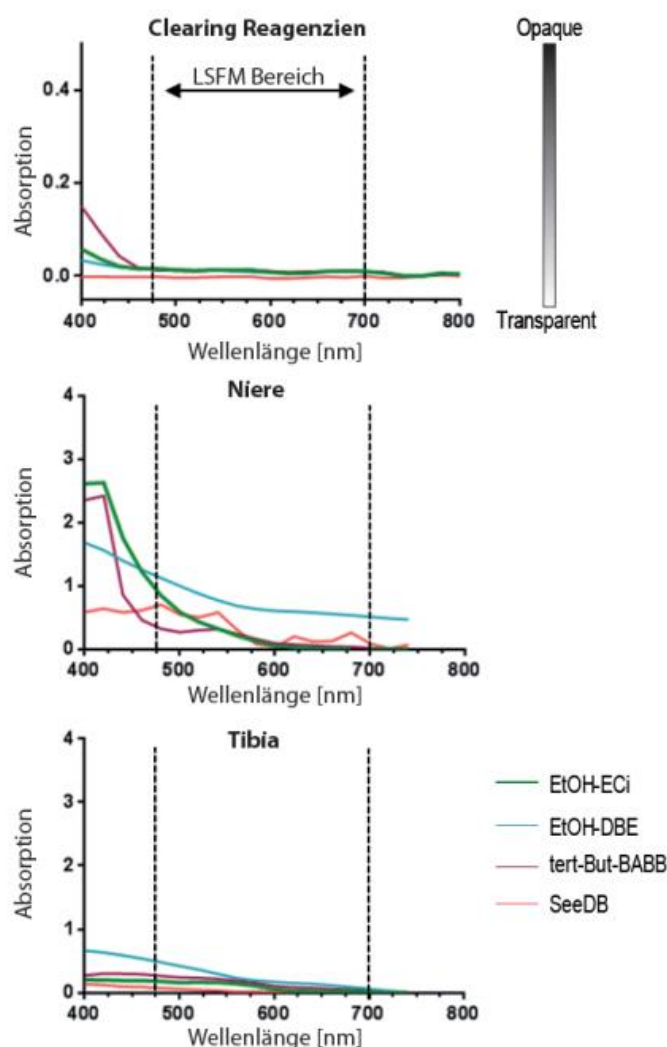 Clearing Reagenzien
Opaque
LSFM Bereich
Absorption
0.4
0.2
0.0
400 500 600 700 800
Wellenlänge [nm]
Transparent
Niere
Absorption
4
3
2
1
0
400 500 600 700 800
Wellenlänge [nm]
Tibia
Absorption
4
3
2
1
0
400 500 600 700 800
Wellenlänge [nm]
EtOH-ECi
EtOH-DBE
tert-But-BABB
SeeDB